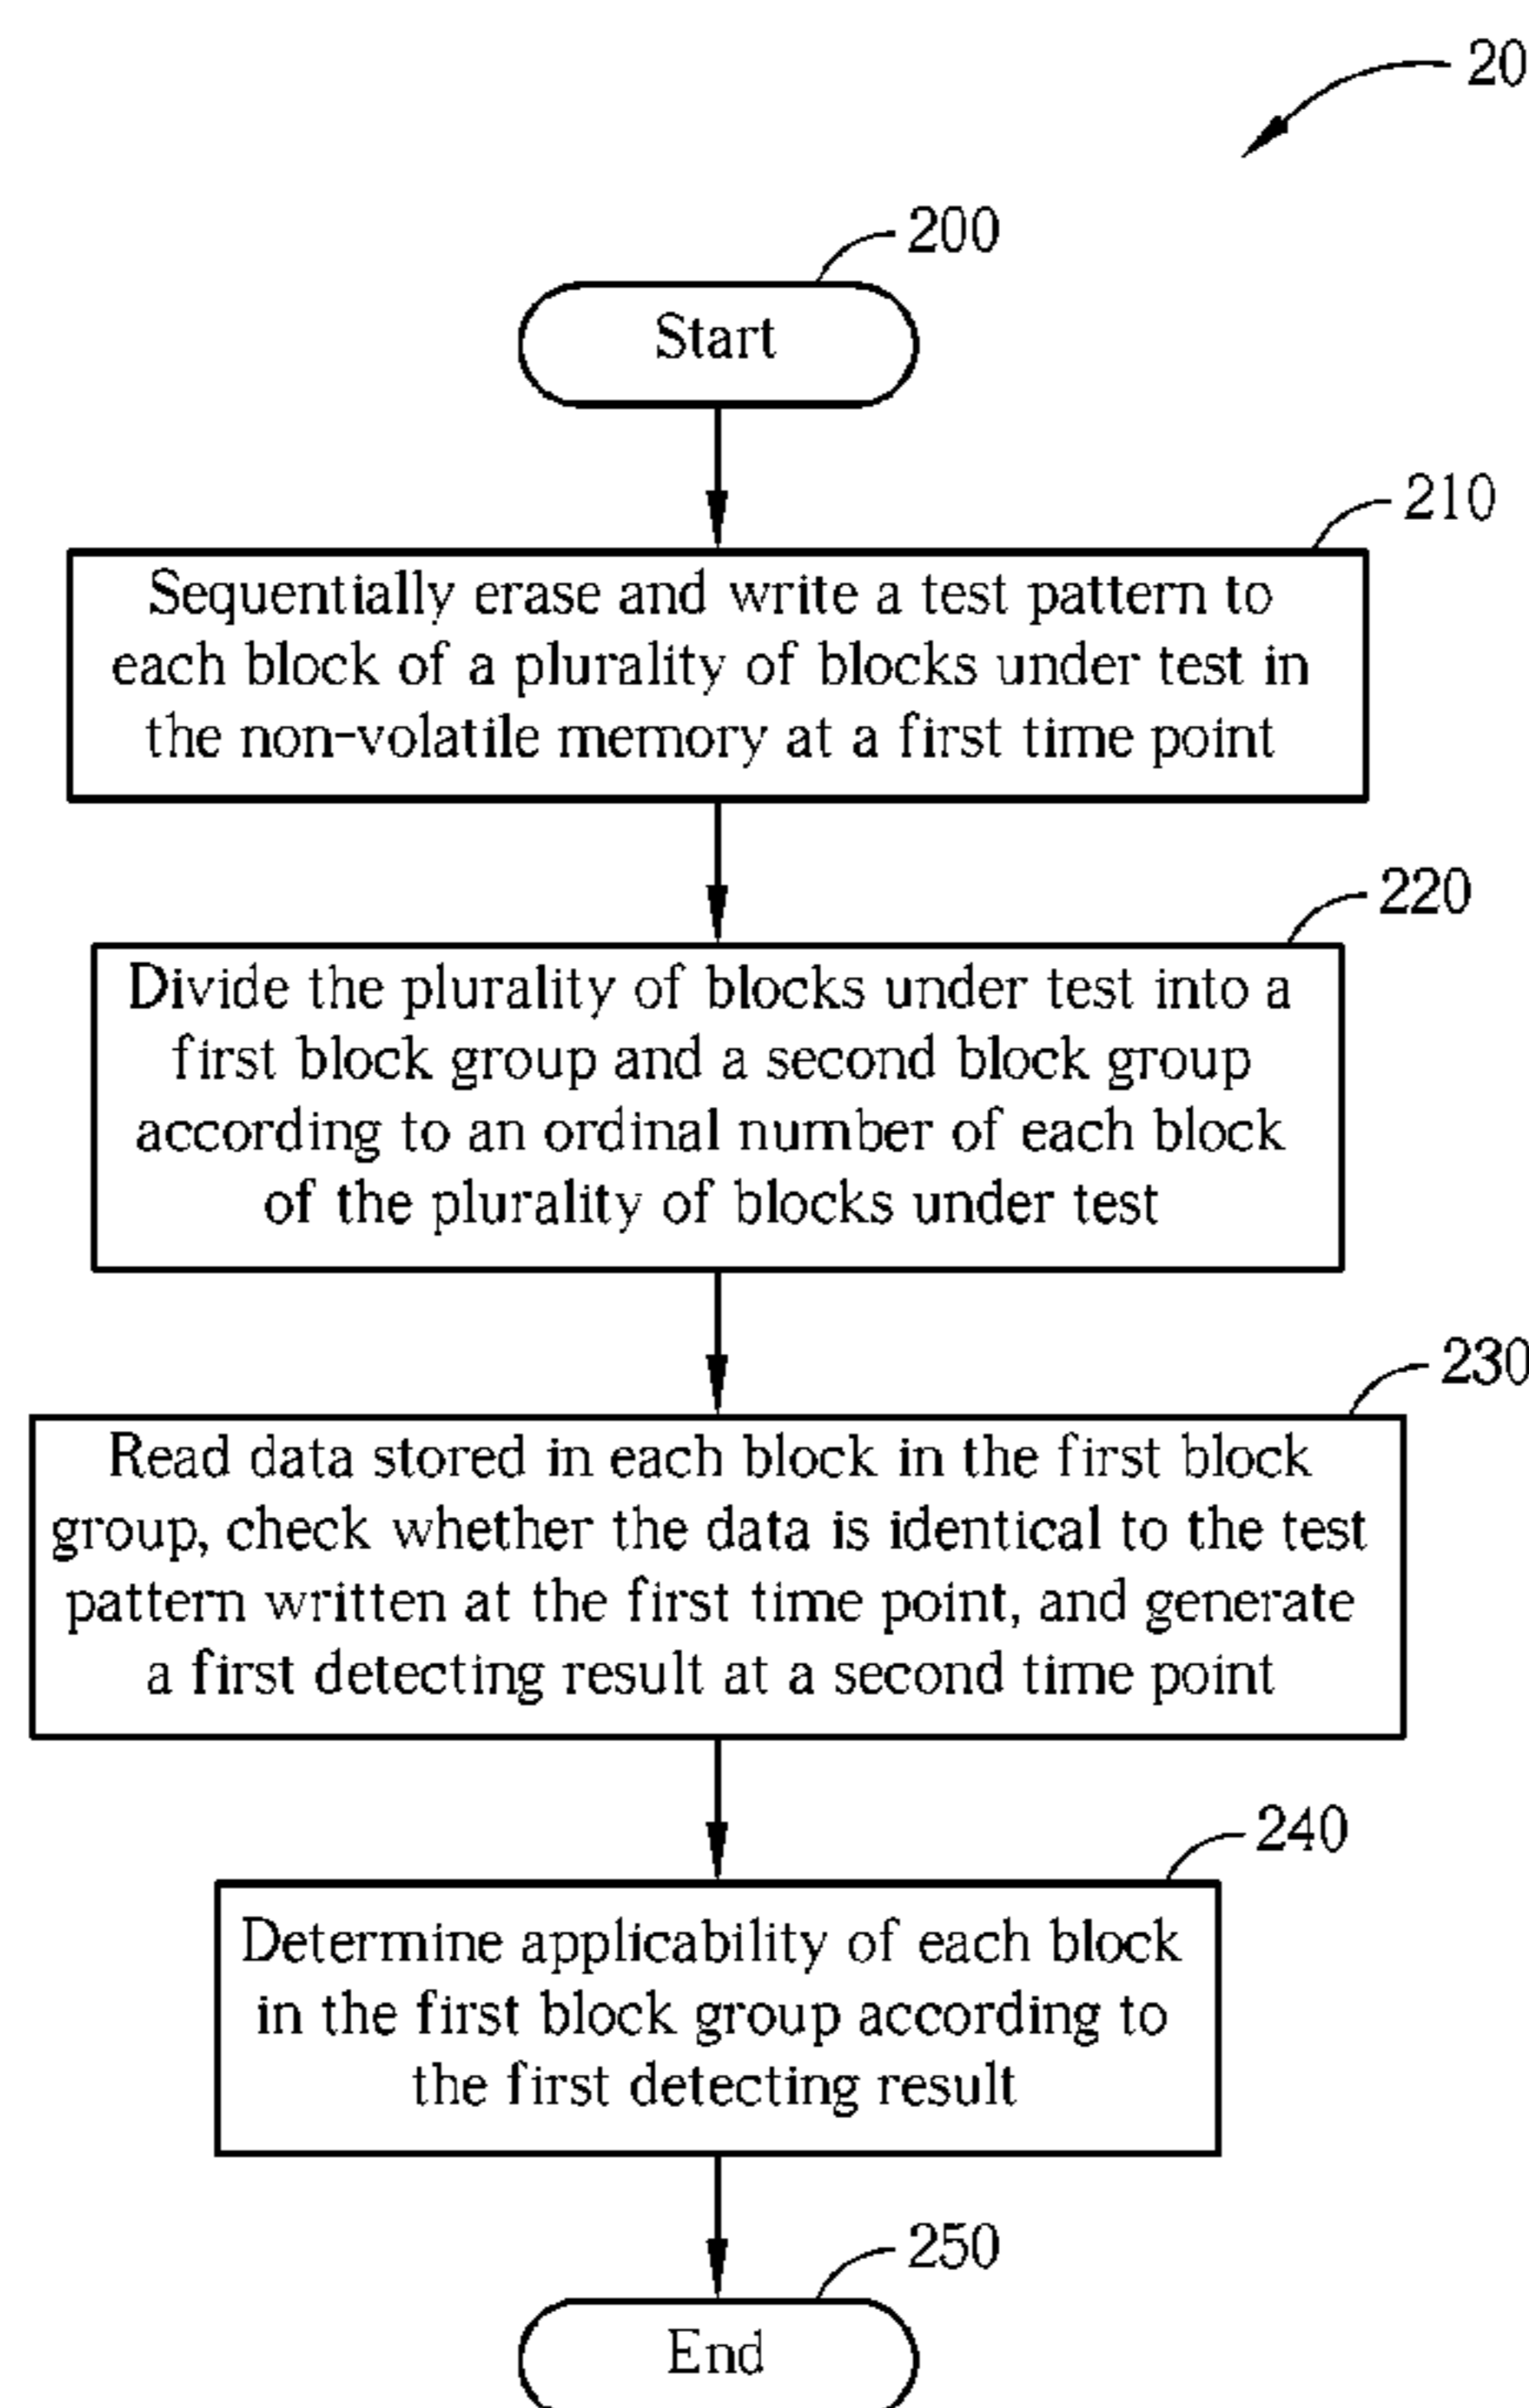 20
200
Start
210
Sequentially erase and write a test pattern to
each block of a plurality of blocks under test in
the non-volatile memory at a first time point
220
Divide the plurality of blocks under test into a
first block group and a second block group
according to an ordinal number of each block
of the plurality of blocks under test
230
Read data stored in each block in the first block
group, check whether the data is identical to the test
pattern written at the first time point, and generate
a first detecting result at a second time point
240
Determine applicability of each block
in the first block group according to
the first detecting result
250
End